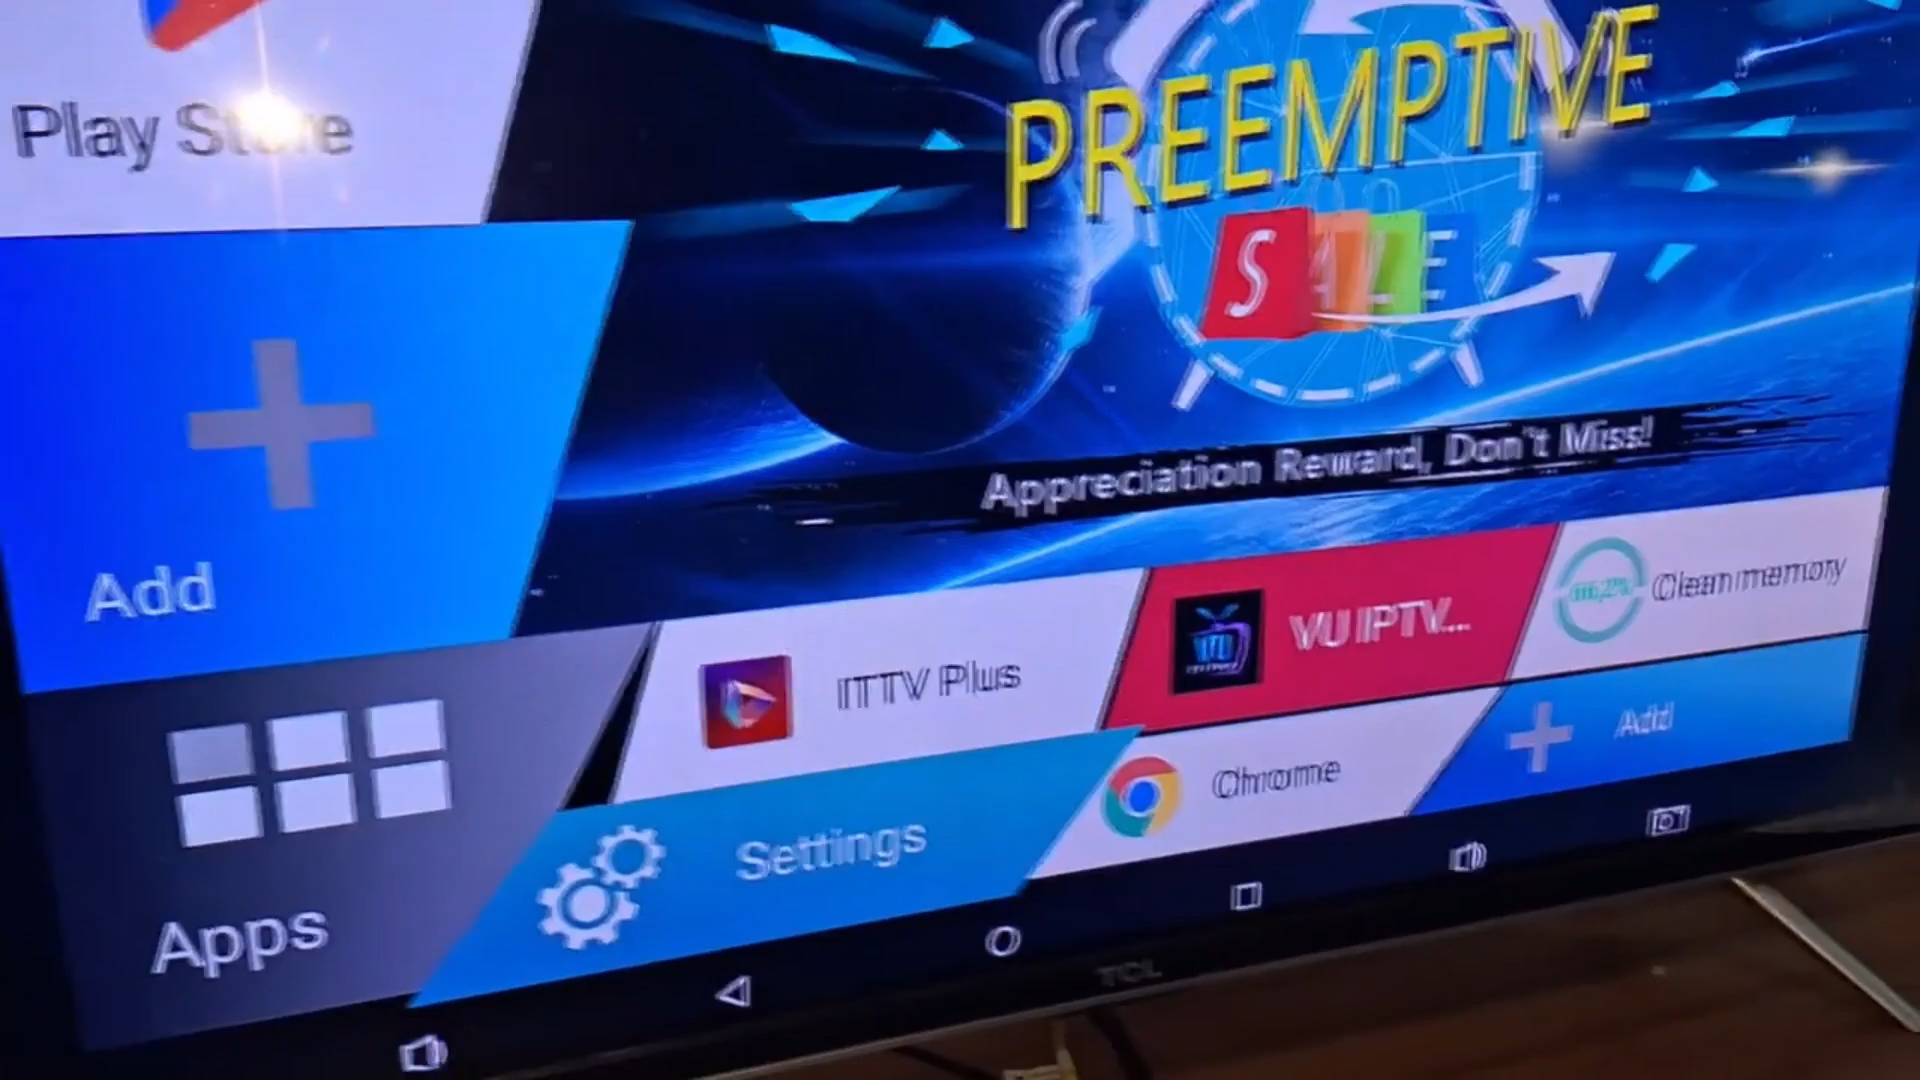 Play Store
PREEMPTIVE
SALE
Appreciation Reward, Don't Miss!
Add
ITTV Plus
VU IPTV...
Clean memory
Apps
Settings
Chrome
Add
TCL